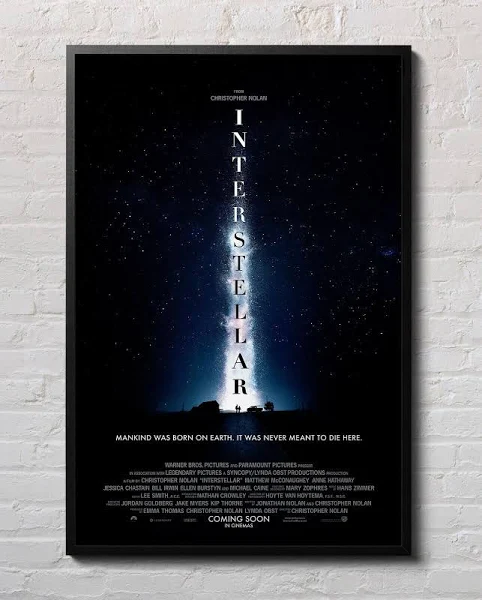 FROM
CHRISTOPHER NOLAN
INTERSTELLAR
MANKIND WAS BORN ON EARTH. IT WAS NEVER MEANT TO DIE HERE.
WARNER BROS. PICTURES AND PARAMOUNT PICTURES PRESENT
IN ASSOCIATION WITH LEGENDARY PICTURES A SYNCOPY/LYNDA OBST PRODUCTIONS PRODUCTION
A FILM BY CHRISTOPHER NOLAN "INTERSTELLAR" MATTHEW McCONAUGHEY ANNE HATHAWAY
JESSICA CHASTAIN BILL IRWIN ELLEN BURSTYN AND MICHAEL CAINE MARY ZOPHRES HANS ZIMMER
LEE SMITH, A.C.E. NATHAN CROWLEY HOYTE VAN HOYTEMA
JORDAN GOLDBERG JAKE MYERS KIP THORNE JONATHAN NOLAN AND CHRISTOPHER NOLAN
EMMA THOMAS CHRISTOPHER NOLAN LYNDA OBST CHRISTOPHER NOLAN
COMING SOON
IN CINEMAS